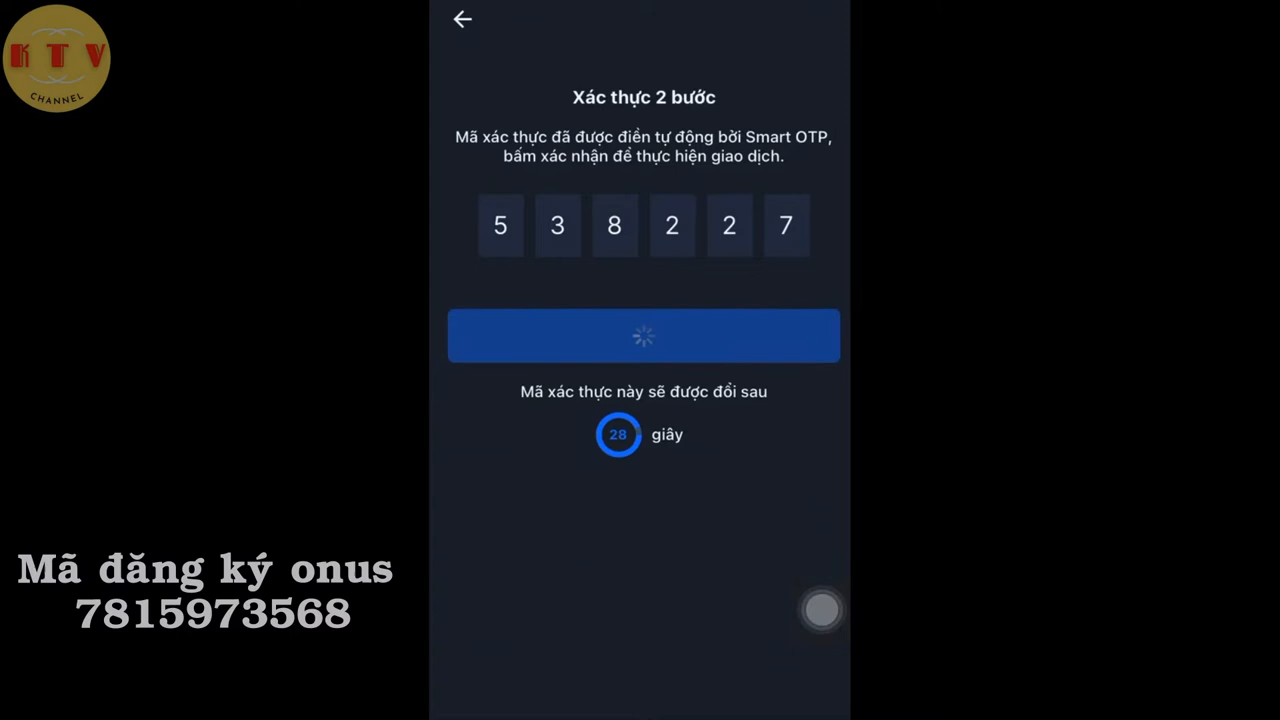 KTV
CHANNEL
Xác thực 2 bước
Mã xác thực đã được điền tự động bởi Smart OTP,
bấm xác nhận để thực hiện giao dịch.
5 3 8 2 2 7
Mã xác thực này sẽ được đổi sau
28 giây
Mã đăng ký onus
7815973568